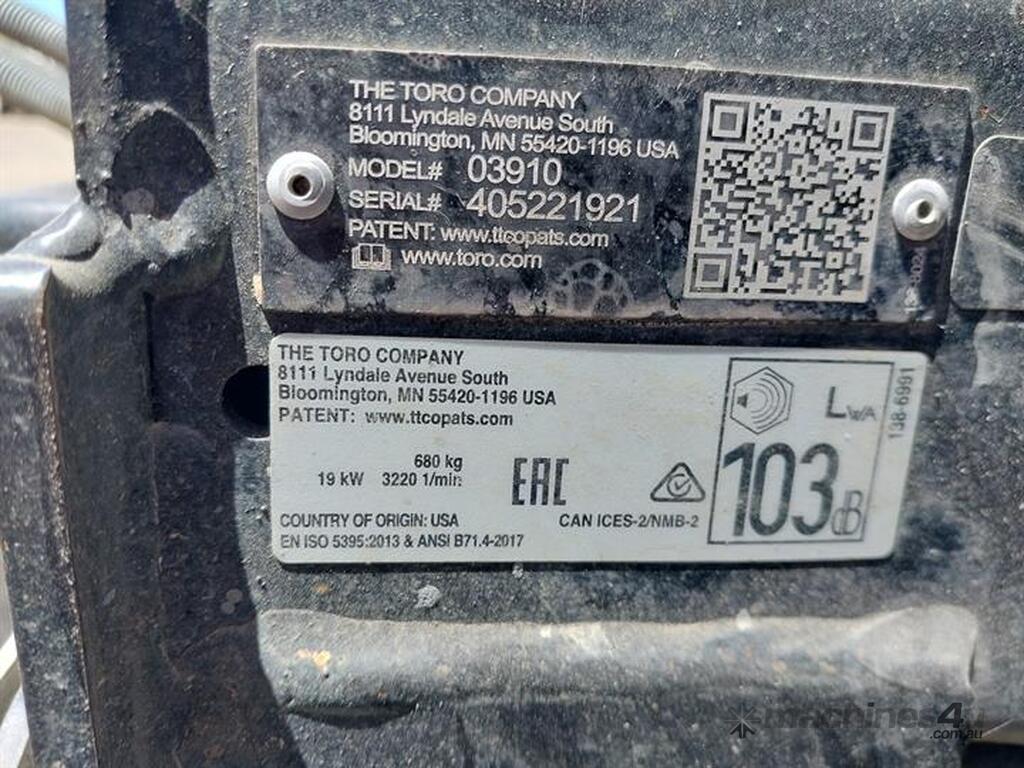 THE TORO COMPANY
8111 Lyndale Avenue South
Bloomington, MN 55420-1196 USA
MODEL# 03910
SERIAL# 405221921
PATENT: www.ttcopats.com
www.toro.com
THE TORO COMPANY
8111 Lyndale Avenue South
Bloomington, MN 55420-1196 USA
PATENT: www.ttcopats.com
680 kg
19 kW 3220 1/min
EAC
COUNTRY OF ORIGIN: USA
CAN ICES-2/NMB-2
EN ISO 5395:2013 & ANSI B71.4-2017
LWA
103dB
138-6991
machines4u
.com.au